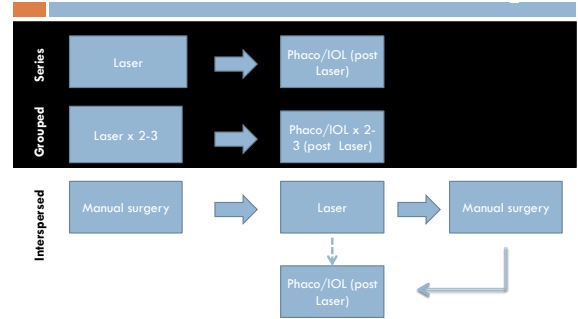 Series
Laser
Phaco/IOL (post
Laser)
Grouped
Laser x 2-3
Phaco/IOL x 2-
3 (post Laser)
Interspersed
Manual surgery
Laser
Manual surgery
Phaco/IOL (post
Laser)